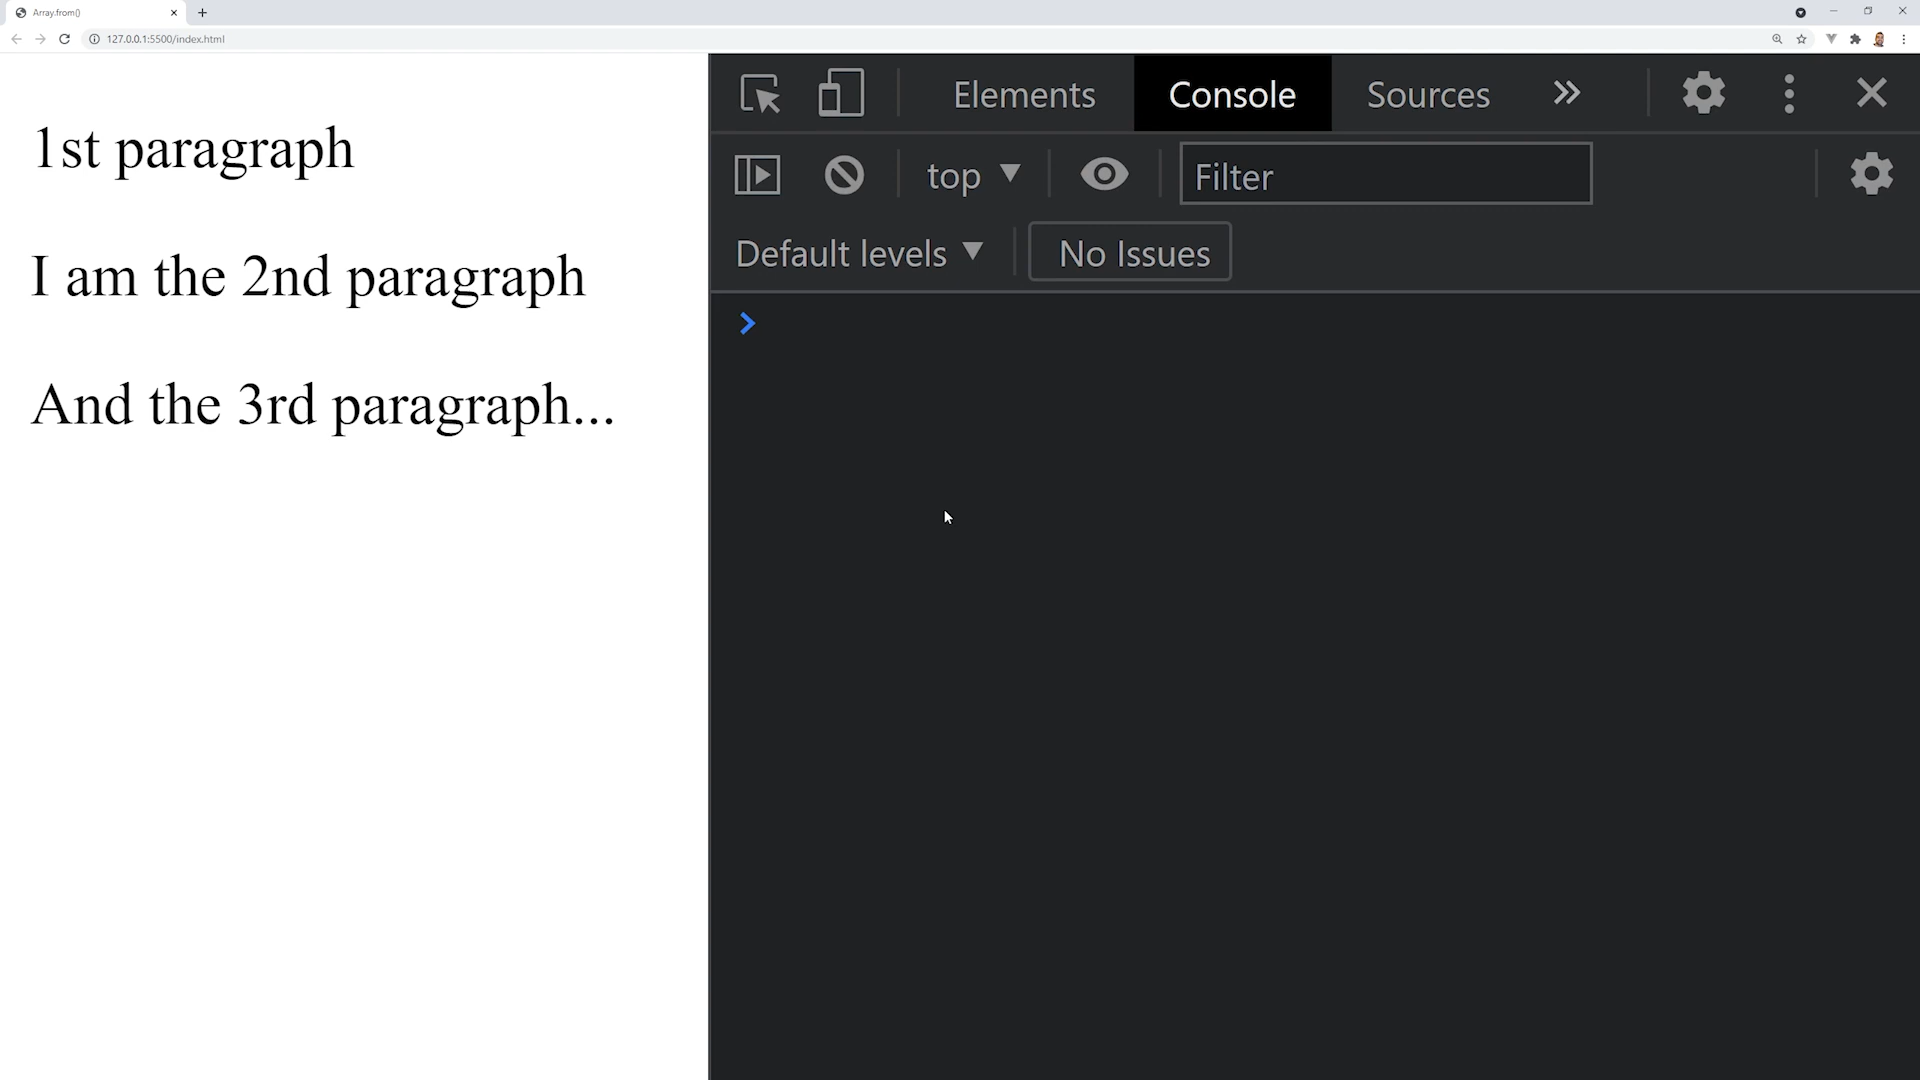 Array.from()
127.0.0.1:5500/index.html
1st paragraph
I am the 2nd paragraph
And the 3rd paragraph...
Elements Console Sources
top Filter
Default levels No Issues